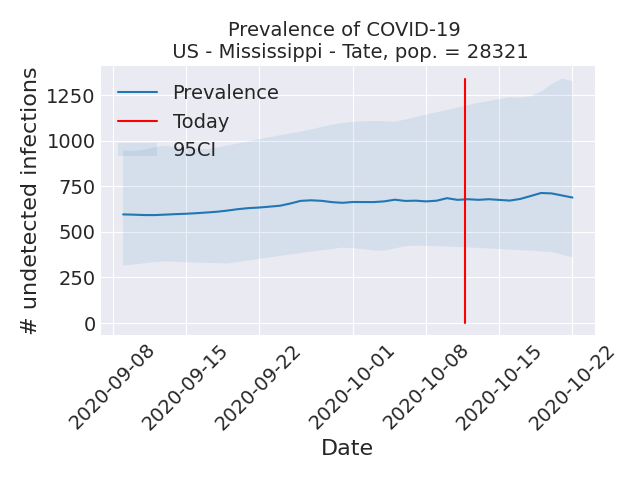 Prevalence of COVID-19
US - Mississippi - Tate, pop. = 28321
# undetected infections
1250
1000
750
500
250
0
Prevalence
Today
95CI
2020-09-08
2020-09-15
2020-09-22
2020-10-01
2020-10-08
2020-10-15
2020-10-22
Date